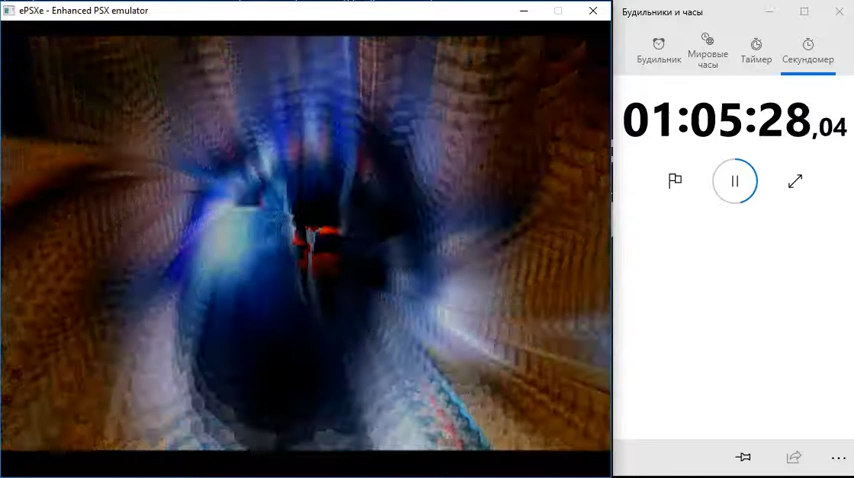 ePSXe - Enhanced PSX emulator
Будильники и часы
Будильник
Мировые
часы
Таймер
Секундомер
01:05:28,04